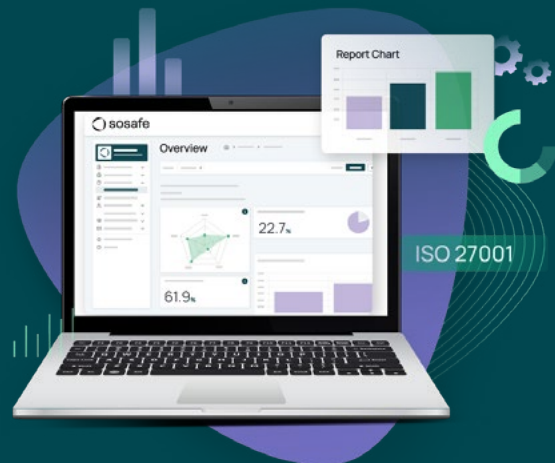 Report Chart
sosafe
Overview
22.7%
ISO 27001
61.9%